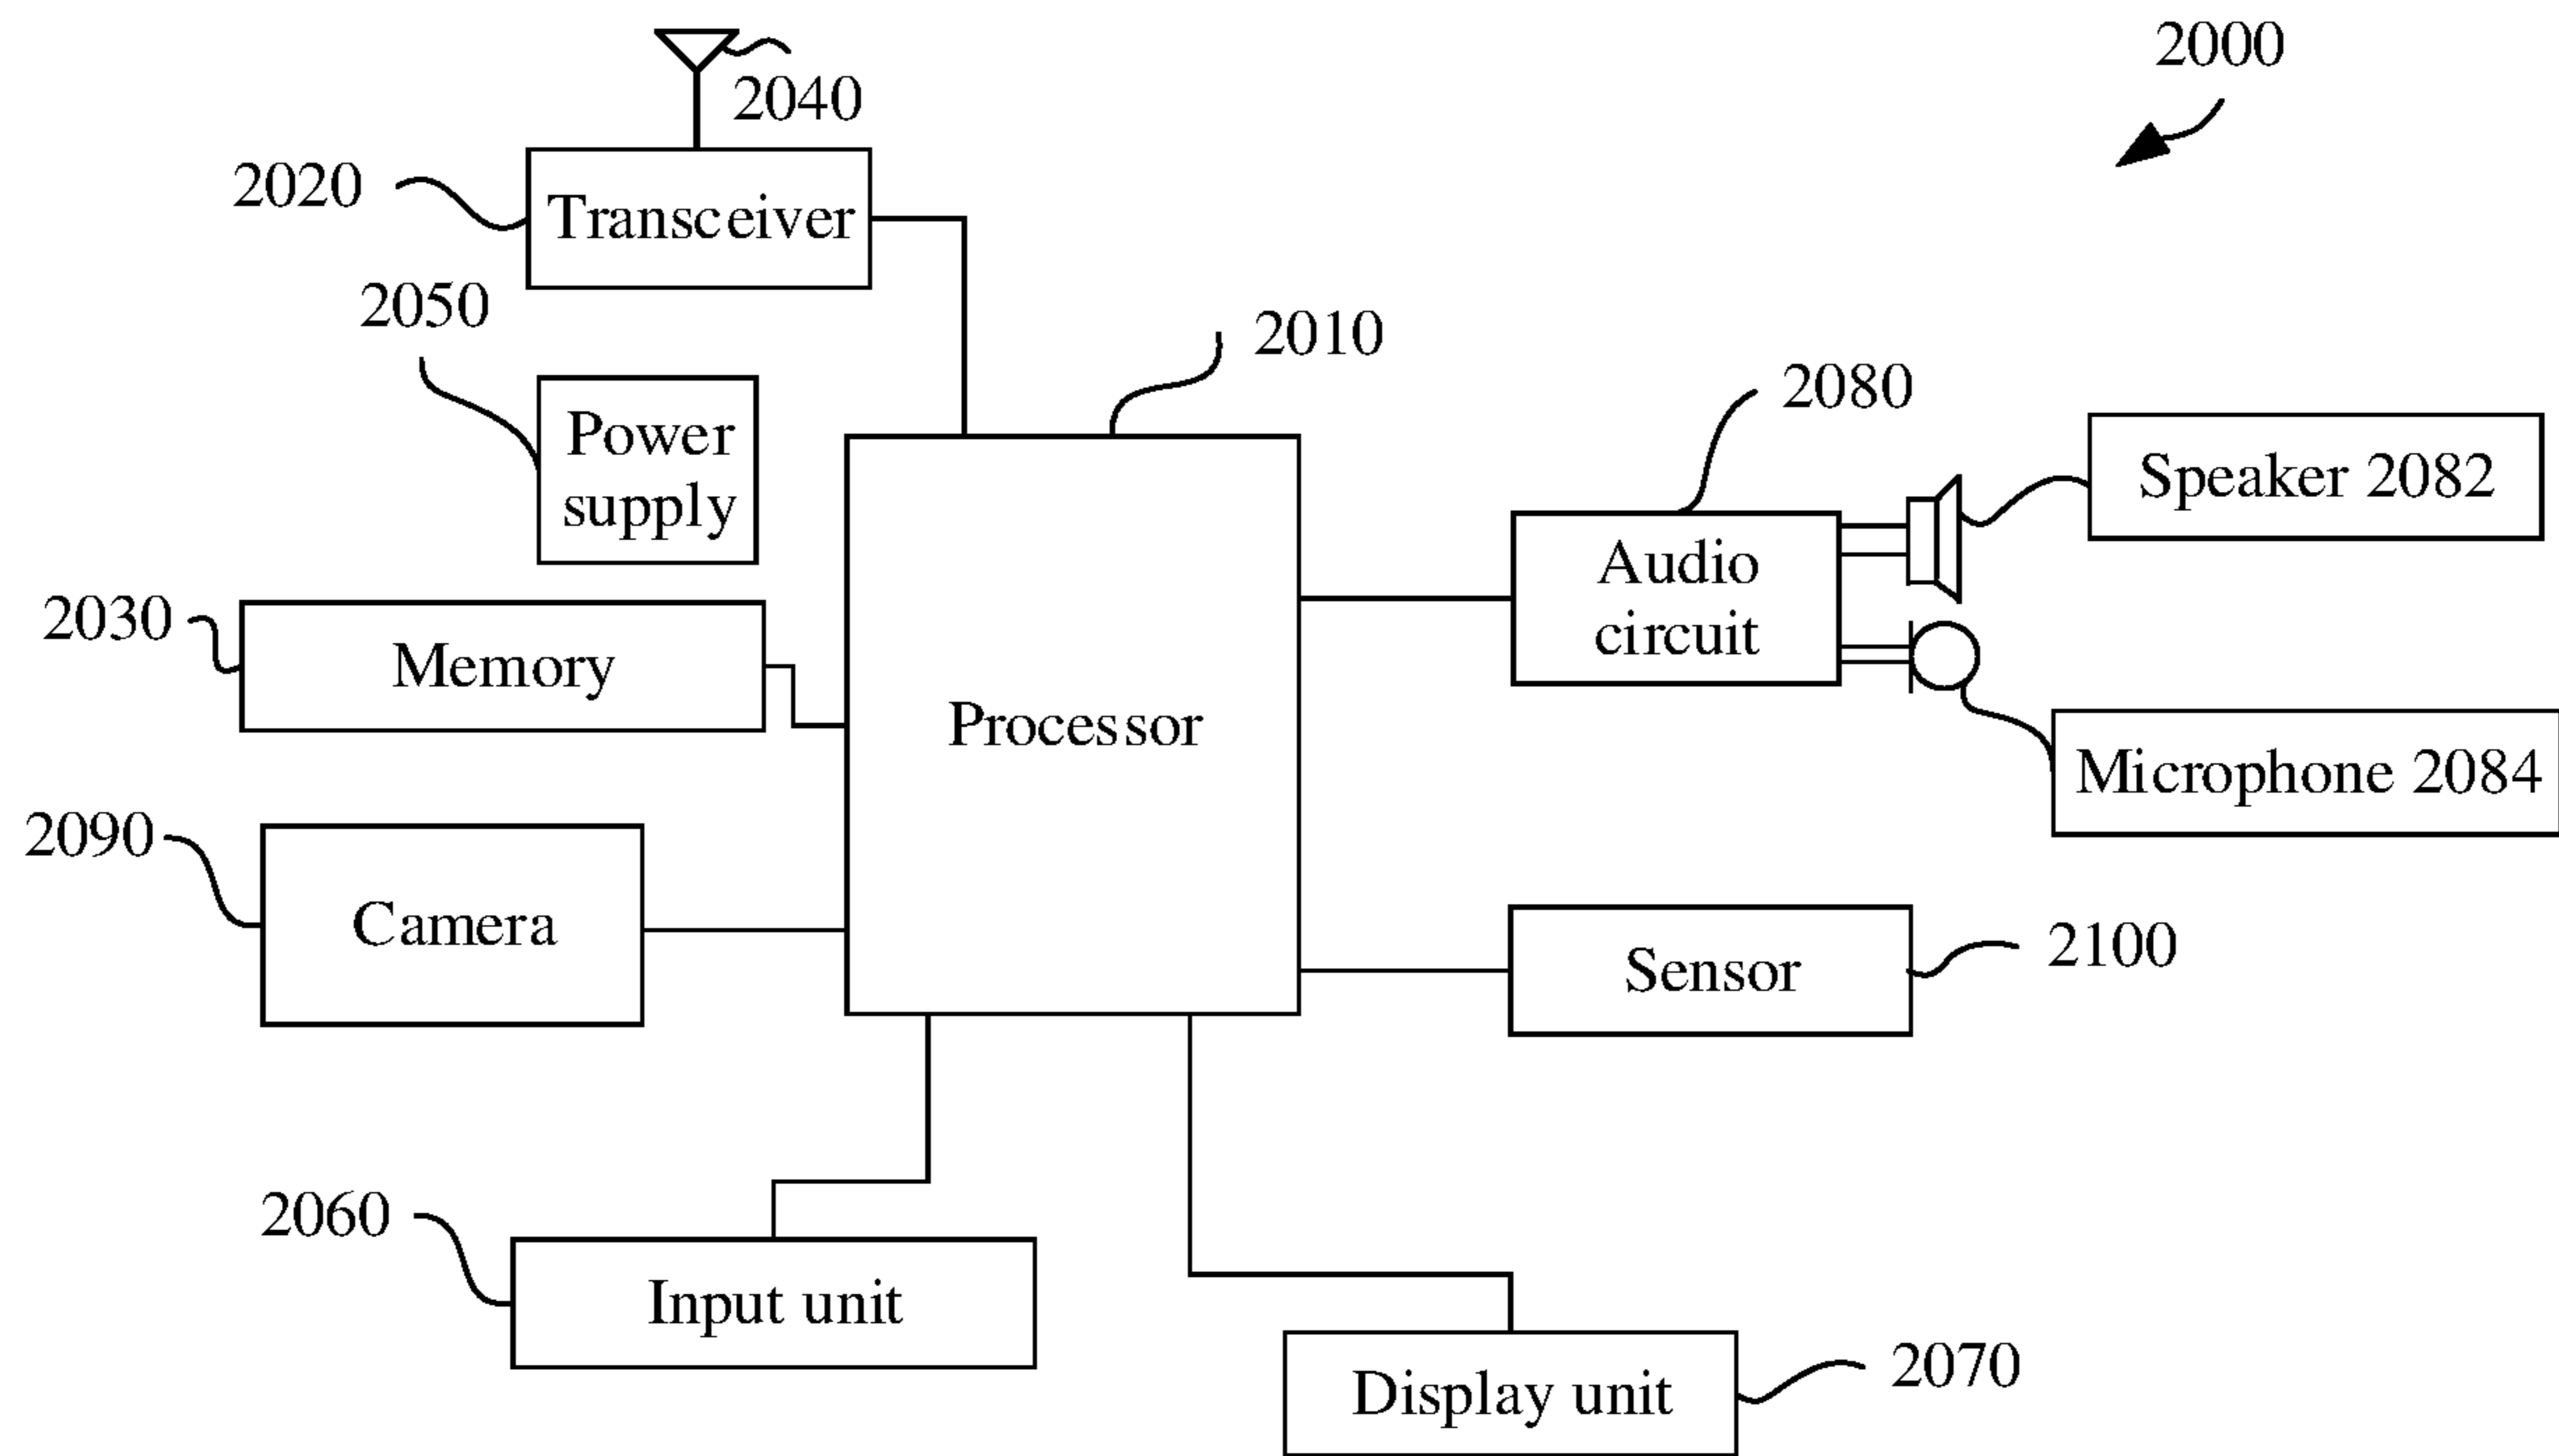 2000
2040
2020
Transceiver
2050
2010
Power
supply
2080
Speaker 2082
Audio
circuit
2030
Memory
Processor
Microphone 2084
2090
Camera
Sensor
2100
2060
Input unit
Display unit
2070